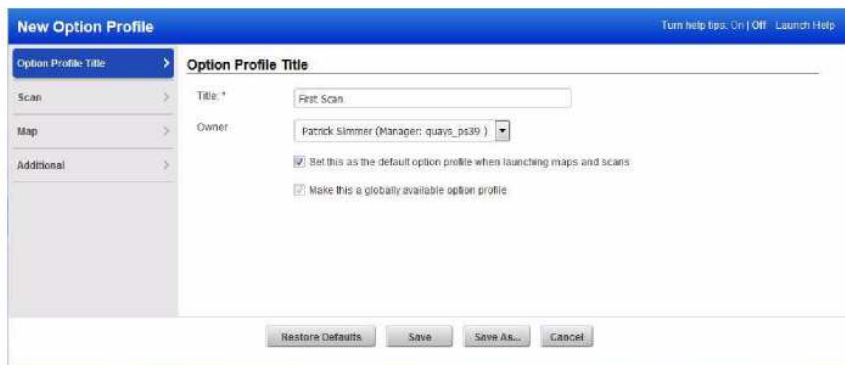 New Option Profile
Turn help tips: On | Off Launch Help
Option Profile Title
Scan
Map
Additional
Option Profile Title
Title: *
First Scan
Owner
Patrick Slmmer (Manager: quays_ps39 )
Set this as the default option profile when launching maps and scans
Make this a globally available option profile
Restore Defaults
Save
Save As...
Cancel